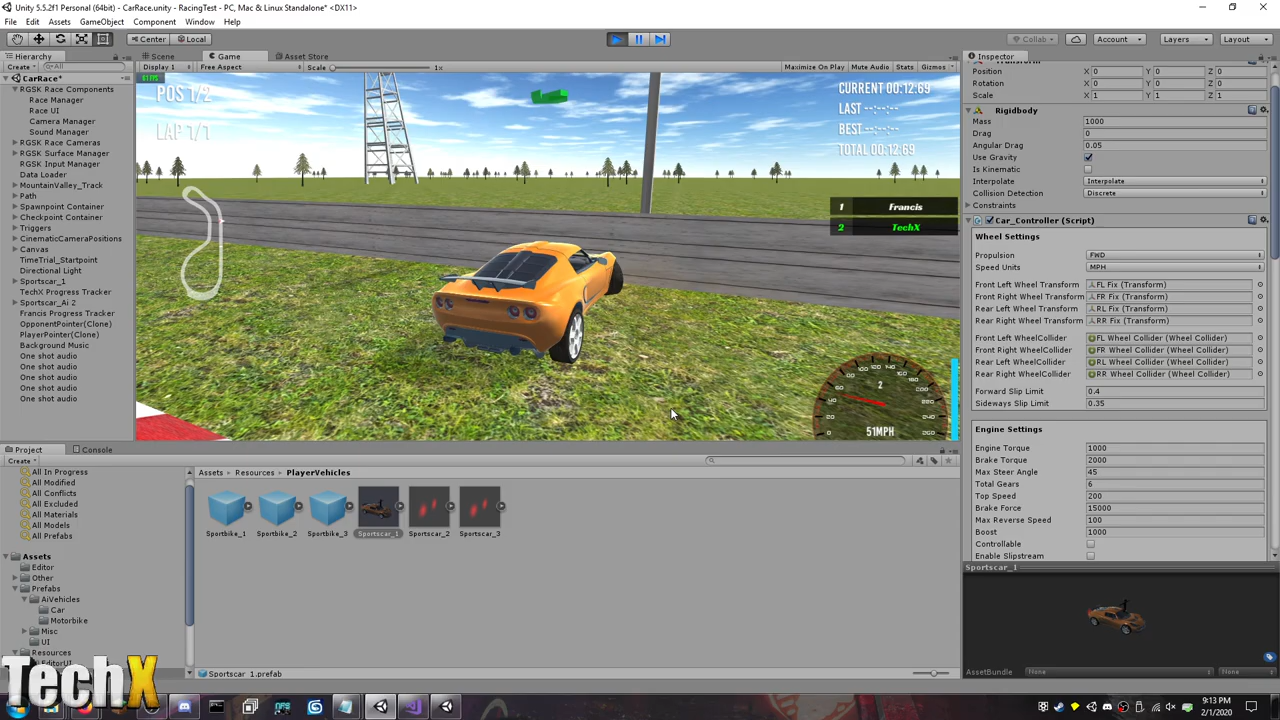 Unity 5.5.2f1 Personal (64bit) - CarRace.unity - RacingTest - PC, Mac & Linux Standalone* <DX11>
File Edit Assets GameObject Component Window Help
Center Local
Collab Account Layers Layout
Hierarchy
Create All
CarRace*
RGSK Race Components
Race Manager
Race UI
Camera Manager
Sound Manager
RGSK Race Cameras
RGSK Surface Manager
RGSK Input Manager
Data Loader
MountainValley_Track
Path
Spawnpoint Container
Checkpoint Container
Triggers
CinematicCameraPositions
Canvas
TimeTrial_Startpoint
Directional Light
Sportscar_1
TechX Progress Tracker
Sportscar_Ai 2
Francis Progress Tracker
OpponentPointer(Clone)
PlayerPointer(Clone)
Background Music
One shot audio
One shot audio
One shot audio
One shot audio
One shot audio
Scene Game Asset Store
Display 1 Free Aspect Scale 1x Maximise On Play Mute Audio Stats Gizmos
POS 1/2
LAP 1/1
CURRENT 00:12:69
LAST --:--:--
BEST --:--:--
TOTAL 00:12:69
1 Francis
2 TechX
2
51MPH
Inspector
Position X 0 Y 0 Z 0
Rotation X 0 Y 0 Z 0
Scale X 1 Y 1 Z 1
Rigidbody
Mass 1000
Drag 0
Angular Drag 0.05
Use Gravity
Is Kinematic
Interpolate Interpolate
Collision Detection Discrete
Constraints
Car_Controller (Script)
Wheel Settings
Propulsion FWD
Speed Units MPH
Front Left Wheel Transform FL Fix (Transform)
Front Right Wheel Transform FR Fix (Transform)
Rear Left Wheel Transform RL Fix (Transform)
Rear Right Wheel Transform RR Fix (Transform)
Front Left WheelCollider FL Wheel Collider (Wheel Collider)
Front Right WheelCollider FR Wheel Collider (Wheel Collider)
Rear Left WheelCollider RL Wheel Collider (Wheel Collider)
Rear Right WheelCollider RR Wheel Collider (Wheel Collider)
Forward Slip Limit 0.4
Sideways Slip Limit 0.35
Engine Settings
Engine Torque 1000
Brake Torque 2000
Max Steer Angle 45
Total Gears 6
Top Speed 200
Brake Force 15000
Max Reverse Speed 100
Boost 1000
Controllable
Enable Slipstream
Sportscar_1
AssetBundle None None
Project Console
Create
All In Progress
All Modified
All Conflicts
All Excluded
All Materials
All Models
All Prefabs
Assets
Editor
Other
Prefabs
AiVehicles
Car
Motorbike
Misc
UI
Resources
EditorUI
Assets Resources PlayerVehicles
Sportbike_1 Sportbike_2 Sportbike_3 Sportscar_1 Sportscar_2 Sportscar_3
Sportscar_1.prefab
TechX
9:13 PM
2/1/2020